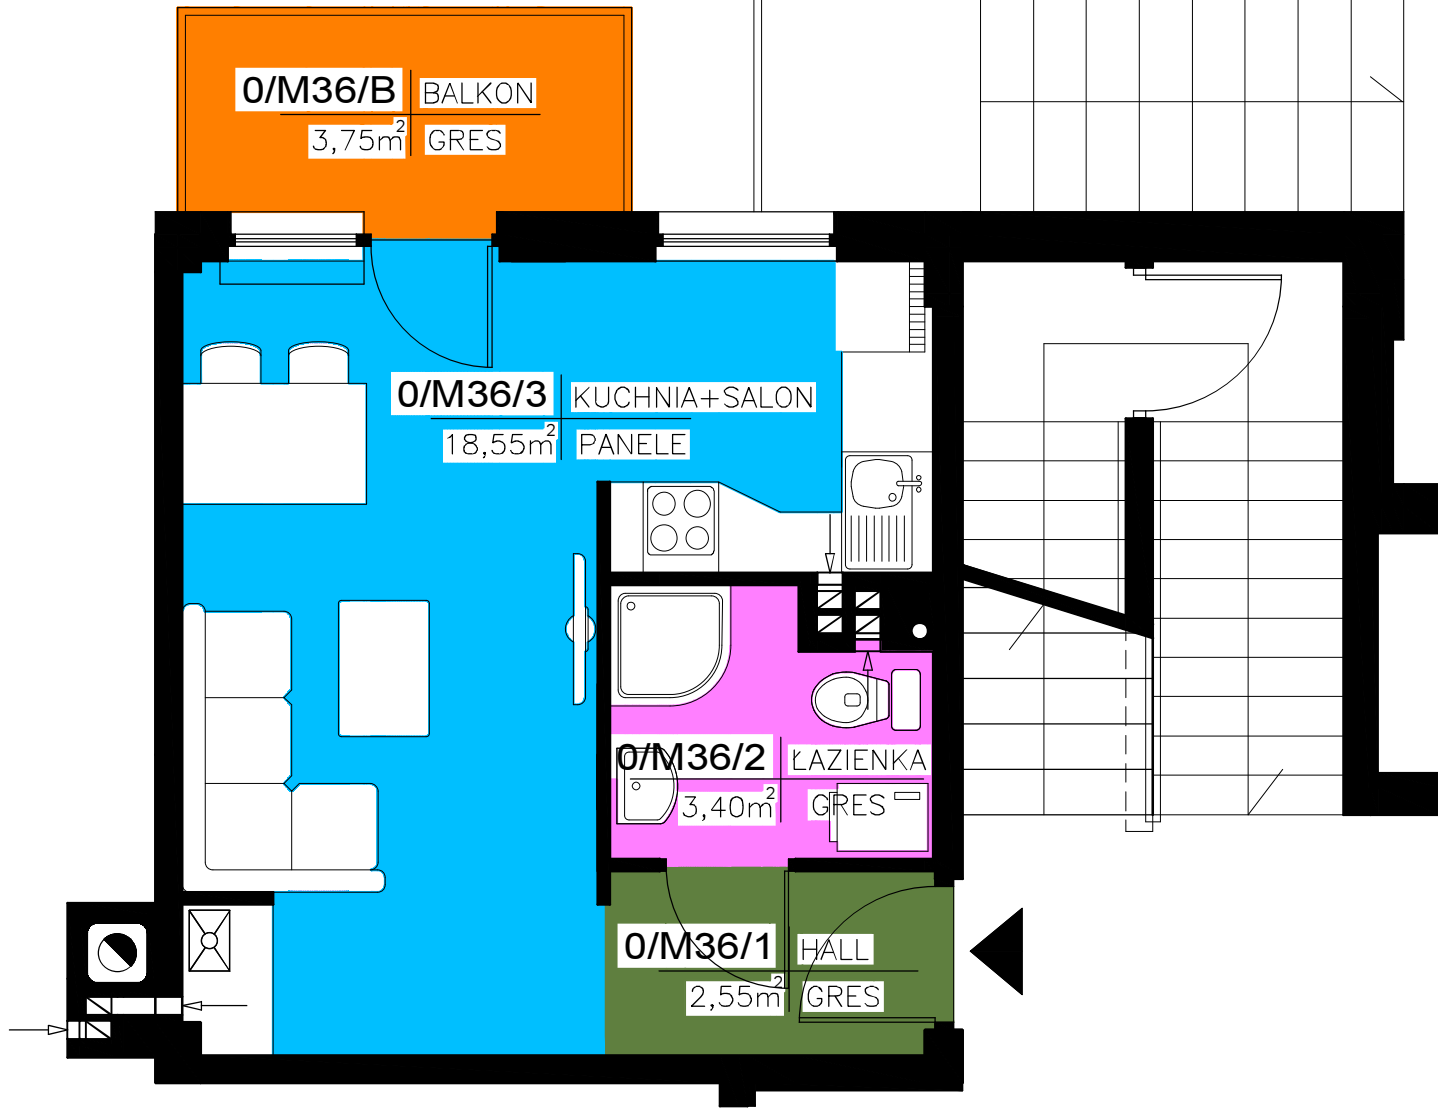 0/M36/B BALKON
3,75m² GRES
0/M36/3 KUCHNIA+SALON
18,55m² PANELE
0/M36/2 ŁAZIENKA
3,40m² GRES
0/M36/1 HALL
2,55m² GRES